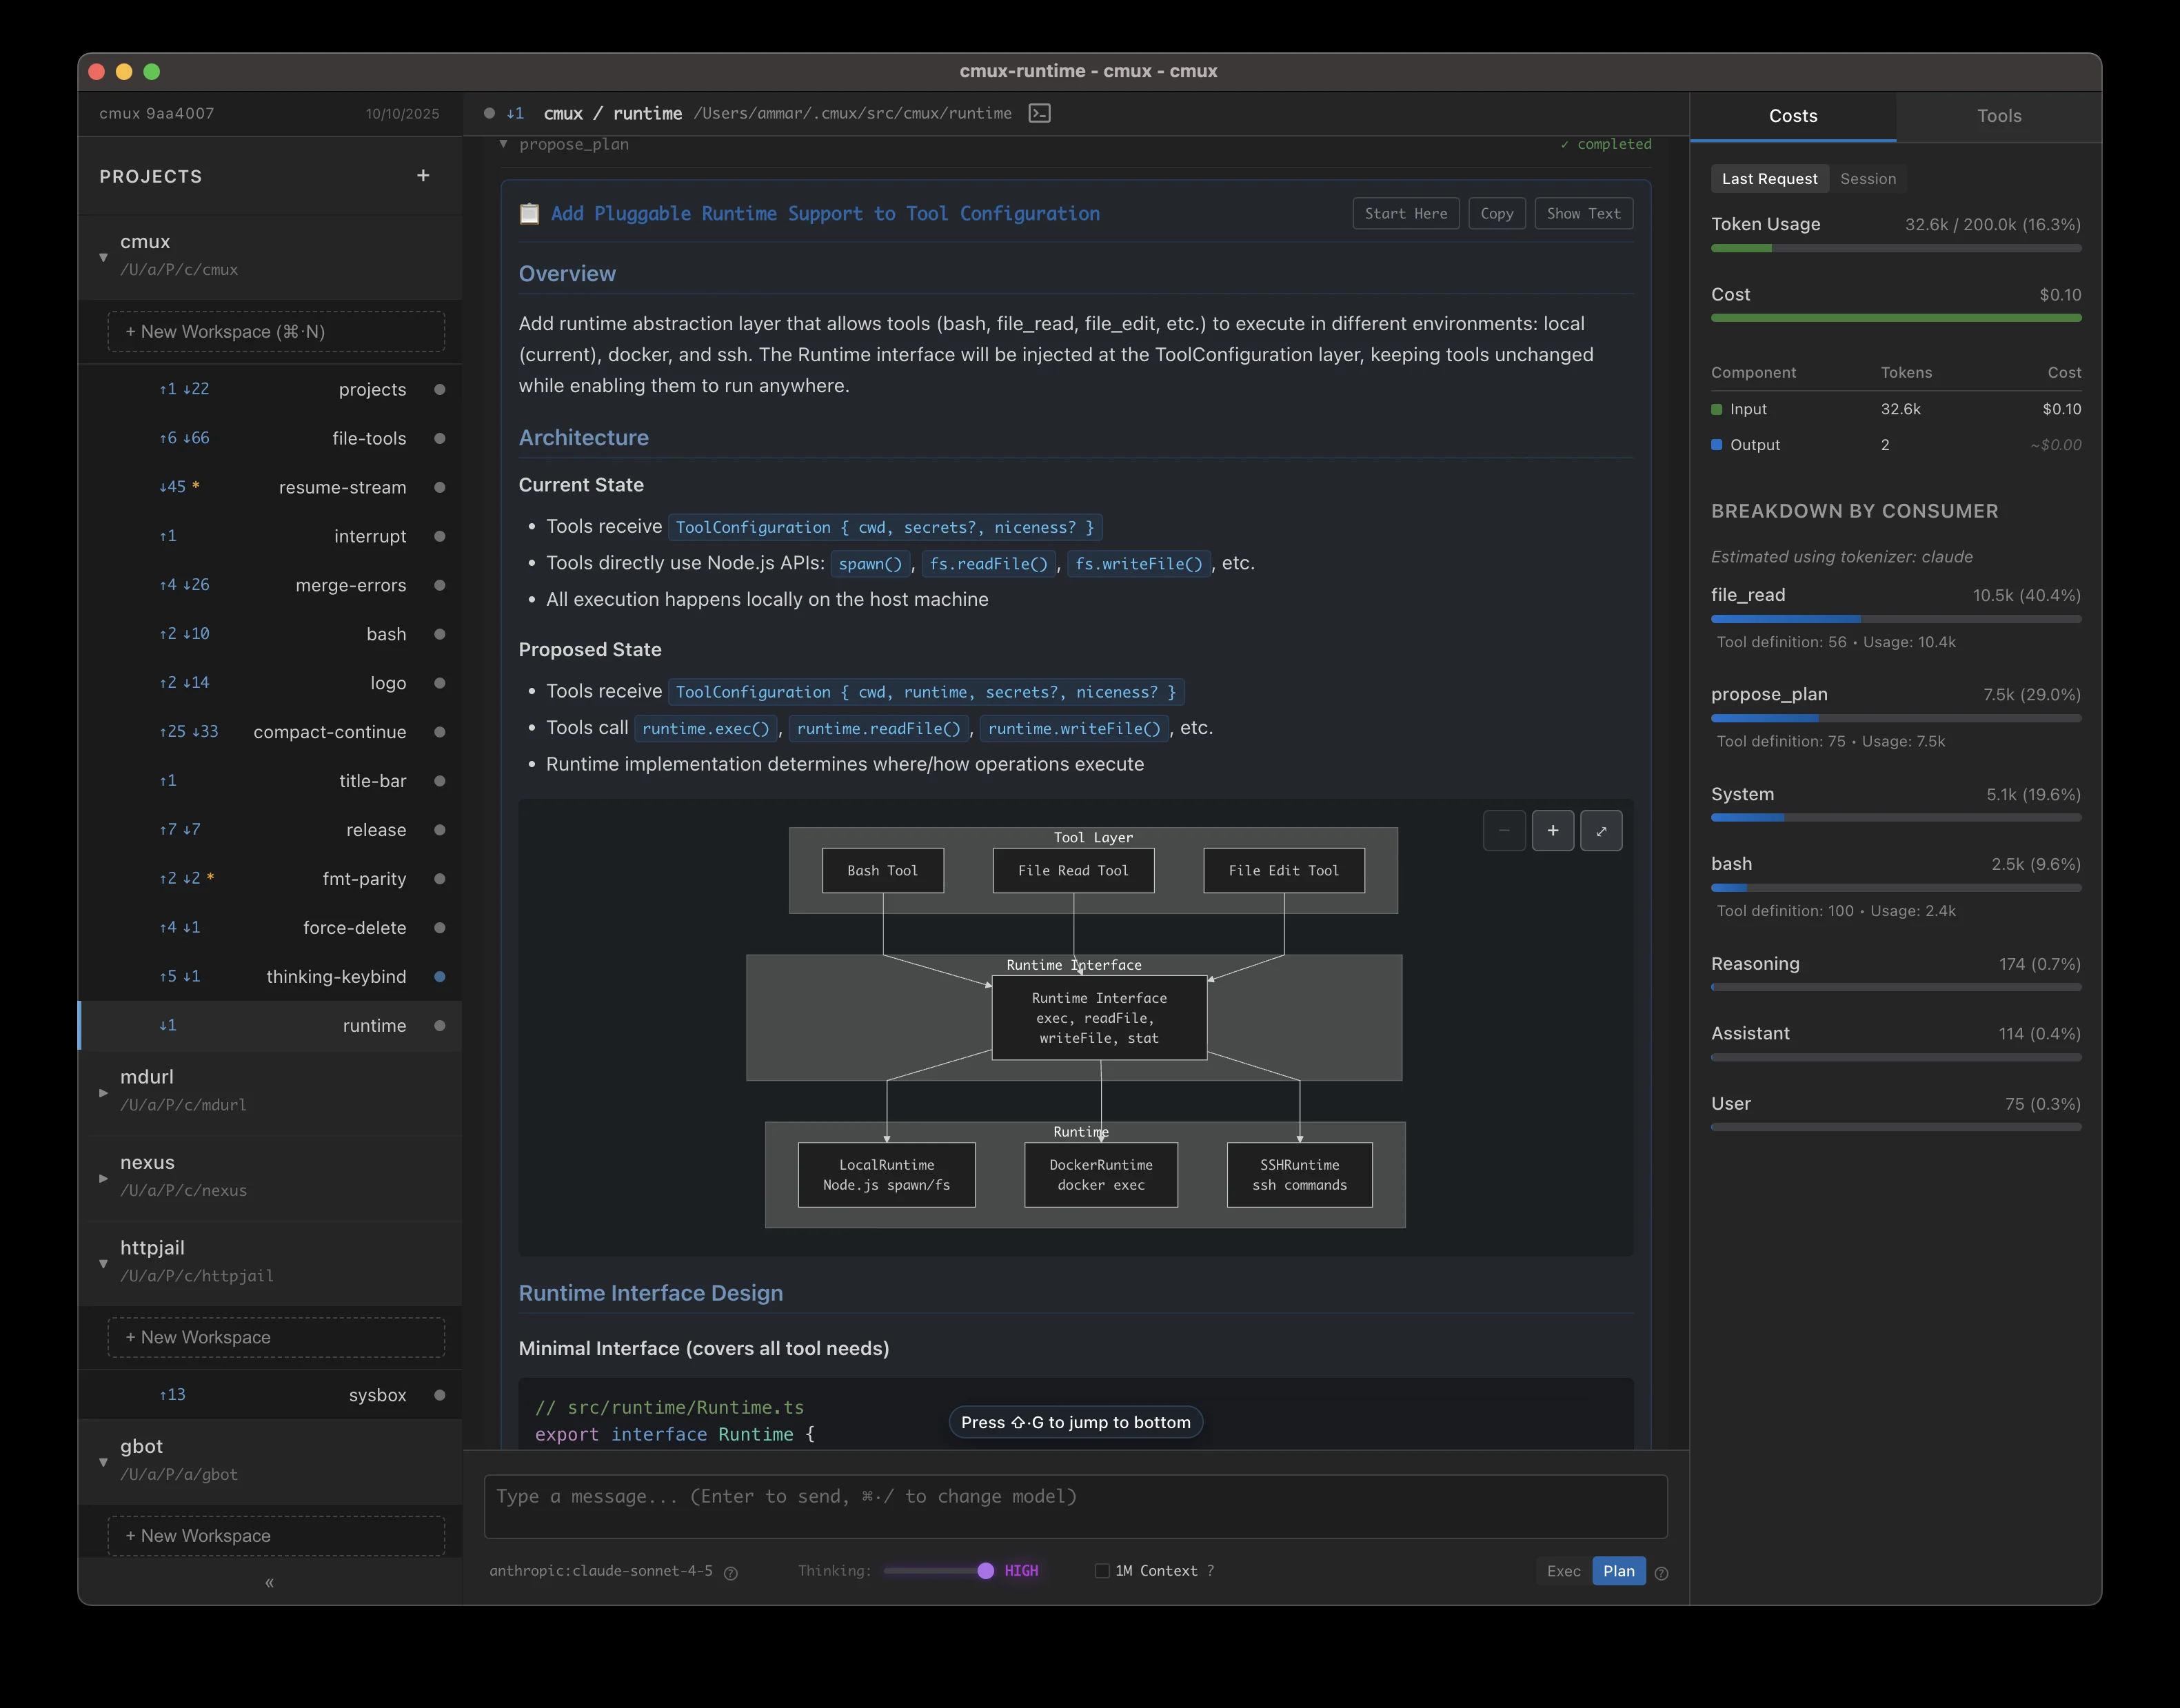 cmux-runtime - cmux - cmux
cmux 9aa4007
10/10/2025
PROJECTS
+
cmux
/U/a/P/c/cmux
+ New Workspace (⌘·N)
↑1 ↓22 projects
↑6 ↓66 file-tools
↓45 * resume-stream
↑1 interrupt
↑4 ↓26 merge-errors
↑2 ↓10 bash
↑2 ↓14 logo
↑25 ↓33 compact-continue
↑1 title-bar
↑7 ↓7 release
↑2 ↓2 * fmt-parity
↑4 ↓1 force-delete
↑5 ↓1 thinking-keybind
↓1 runtime
mdurl
/U/a/P/c/mdurl
nexus
/U/a/P/c/nexus
httpjail
/U/a/P/c/httpjail
+ New Workspace
↑13 sysbox
gbot
/U/a/P/a/gbot
+ New Workspace
«
↓1 cmux / runtime /Users/ammar/.cmux/src/cmux/runtime
propose_plan
✓ completed
📋 Add Pluggable Runtime Support to Tool Configuration
Start Here
Copy
Show Text
Overview
Add runtime abstraction layer that allows tools (bash, file_read, file_edit, etc.) to execute in different environments: local
(current), docker, and ssh. The Runtime interface will be injected at the ToolConfiguration layer, keeping tools unchanged
while enabling them to run anywhere.
Architecture
Current State
• Tools receive ToolConfiguration { cwd, secrets?, niceness? }
• Tools directly use Node.js APIs: spawn() , fs.readFile() , fs.writeFile() , etc.
• All execution happens locally on the host machine
Proposed State
• Tools receive ToolConfiguration { cwd, runtime, secrets?, niceness? }
• Tools call runtime.exec() , runtime.readFile() , runtime.writeFile() , etc.
• Runtime implementation determines where/how operations execute
− + ⤢
Tool Layer
Bash Tool
File Read Tool
File Edit Tool
Runtime Interface
Runtime Interface
exec, readFile,
writeFile, stat
Runtime
LocalRuntime
Node.js spawn/fs
DockerRuntime
docker exec
SSHRuntime
ssh commands
Runtime Interface Design
Minimal Interface (covers all tool needs)
// src/runtime/Runtime.ts
export interface Runtime {
Press ⇧·G to jump to bottom
Type a message... (Enter to send, ⌘·/ to change model)
anthropic:claude-sonnet-4-5 ?
Thinking: HIGH
1M Context ?
Exec
Plan
?
Costs
Tools
Last Request
Session
Token Usage 32.6k / 200.0k (16.3%)
Cost $0.10
Component Tokens Cost
Input 32.6k $0.10
Output 2 ~$0.00
BREAKDOWN BY CONSUMER
Estimated using tokenizer: claude
file_read 10.5k (40.4%)
Tool definition: 56 • Usage: 10.4k
propose_plan 7.5k (29.0%)
Tool definition: 75 • Usage: 7.5k
System 5.1k (19.6%)
bash 2.5k (9.6%)
Tool definition: 100 • Usage: 2.4k
Reasoning 174 (0.7%)
Assistant 114 (0.4%)
User 75 (0.3%)